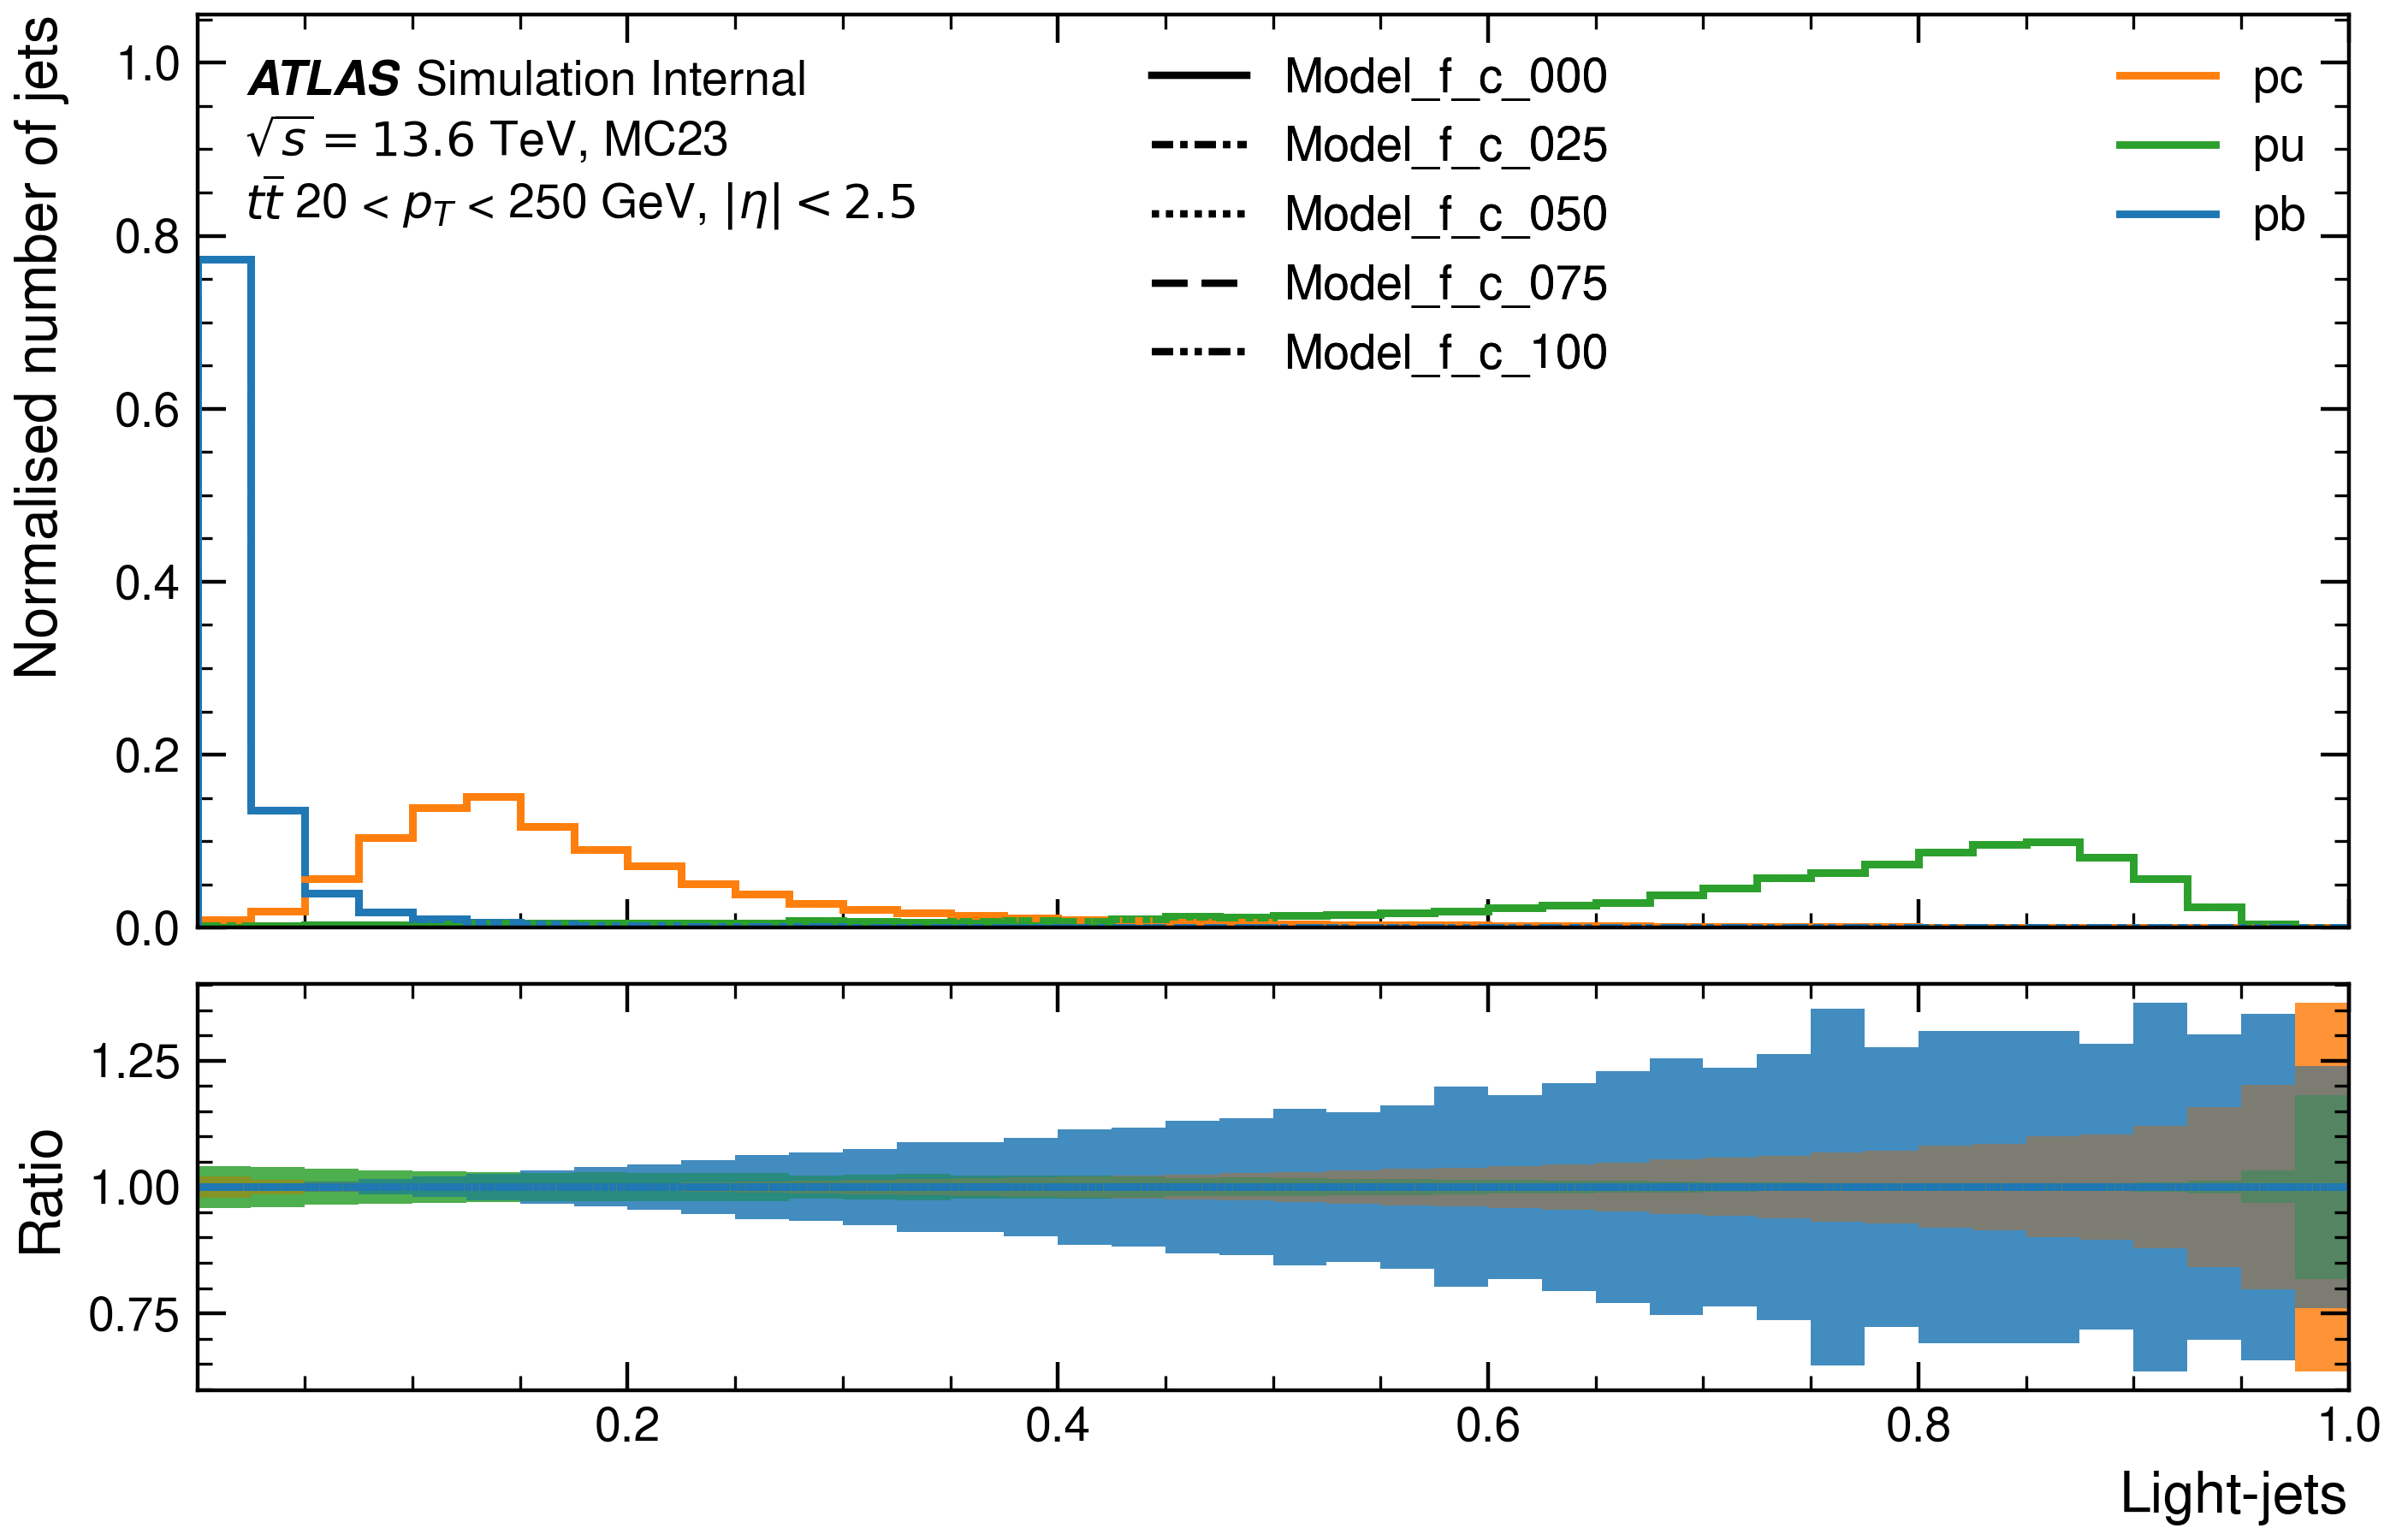 Normalised number of jets
1.0
0.8
0.6
0.4
0.2
0.0
ATLAS Simulation Internal
√s = 13.6 TeV, MC23
tt̄ 20 < p_T < 250 GeV, |η| < 2.5
Model_f_c_000
Model_f_c_025
Model_f_c_050
Model_f_c_075
Model_f_c_100
pc
pu
pb
Ratio
1.25
1.00
0.75
0.2 0.4 0.6 0.8 1.0
Light-jets